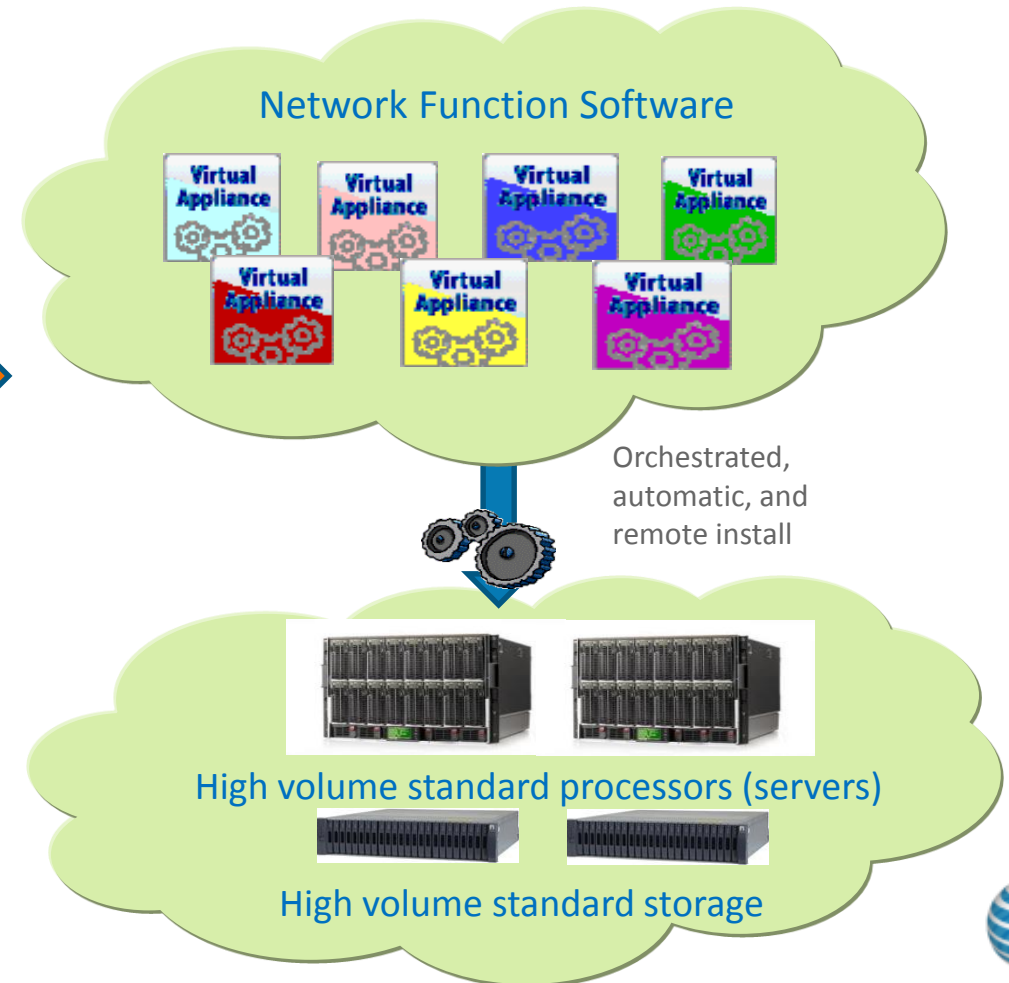 Network Function Software
Virtual
Appliance
Virtual
Appliance
Virtual
Appliance
Virtual
Appliance
Virtual
Appliance
Virtual
Appliance
Virtual
Appliance
Orchestrated,
automatic, and
remote install
High volume standard processors (servers)
High volume standard storage